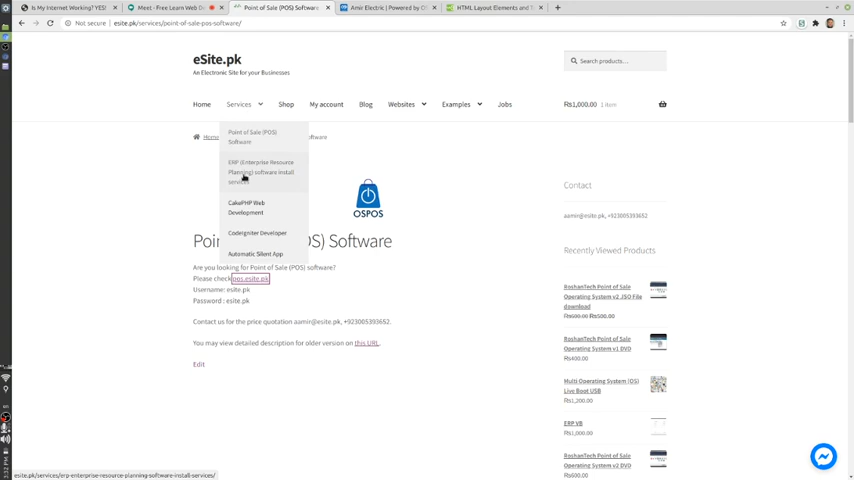 Is My Internet Working? YES!
Meet - Free Learn Web D
Point of Sale (POS) Software
Amir Electric | Powered by O
HTML Layout Elements and T
Not secure | esite.pk/services/point-of-sale-pos-software/
eSite.pk
An Electronic Site for your Businesses
Search products...
Home
Services
Shop
My account
Blog
Websites
Examples
Jobs
₨1,000.00 1 item
Home
ftware
Point of Sale (POS)
Software
ERP (Enterprise Resource
Planning) software install
services
CakePHP Web
Development
CodeIgniter Developer
Automatic Silent App
OSPOS
Poi
OS) Software
Are you looking for Point of Sale (POS) software?
Please check pos.esite.pk
Username: esite.pk
Password : esite.pk
Contact us for the price quotation aamir@esite.pk, +923005393652.
You may view detailed description for older version on this URL.
Edit
Contact
aamir@esite.pk, +923005393652
Recently Viewed Products
RoshanTech Point of Sale
Operating System v2 .ISO File
download
₨600.00 ₨500.00
RoshanTech Point of Sale
Operating System v1 DVD
₨400.00
Multi Operating System (OS)
Live Boot USB
₨1,200.00
ERP VB
₨1,000.00
RoshanTech Point of Sale
Operating System v2 DVD
₨600.00
esite.pk/services/erp-enterprise-resource-planning-software-install-services/
3:32 PM